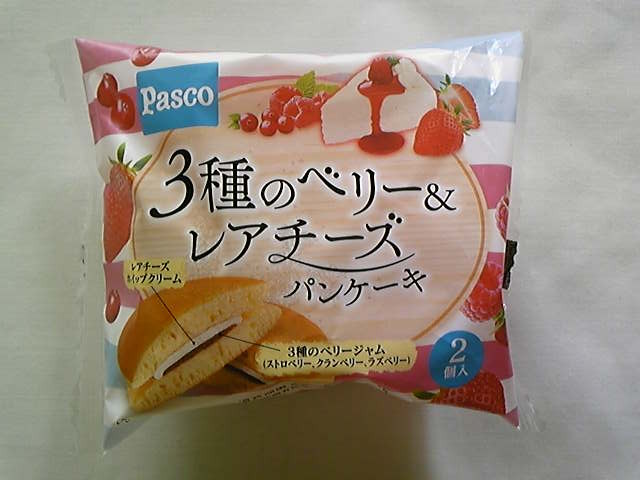 Pasco
3種のベリー&
レアチーズ
パンケーキ
レアチーズ
ホイップクリーム
3種のベリージャム
(ストロベリー、クランベリー、ラズベリー)
2
個入